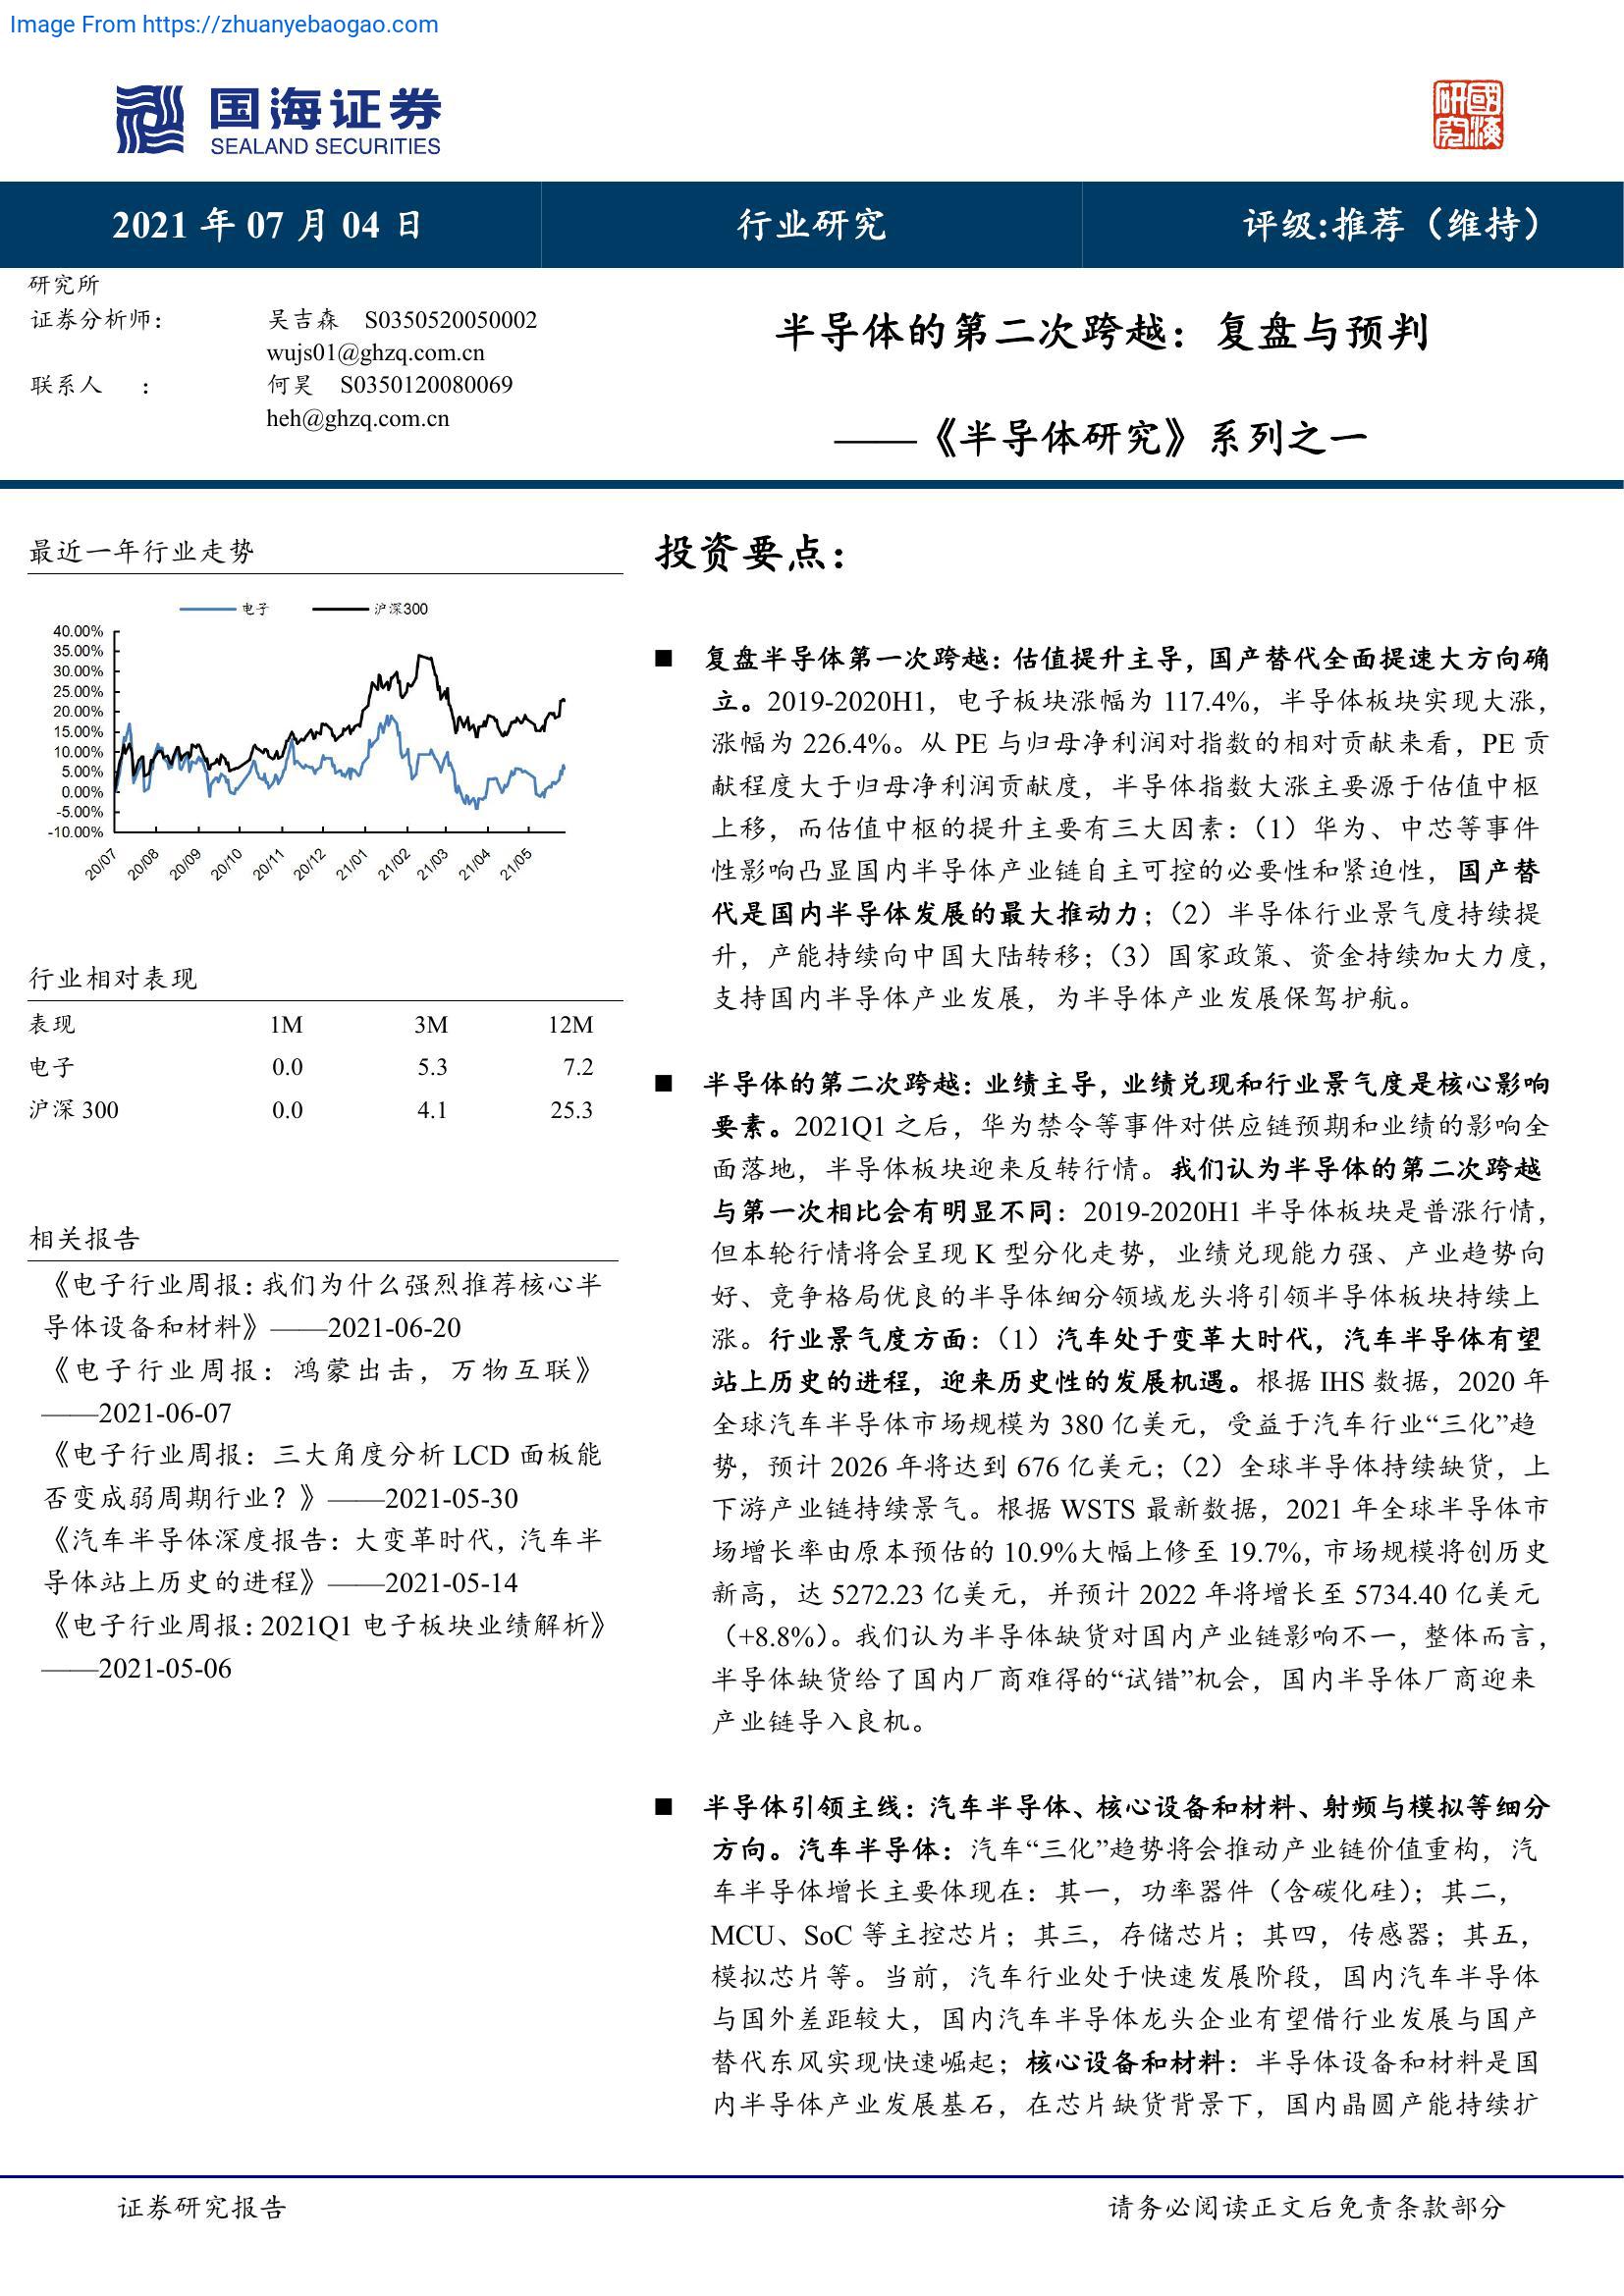 Image From https://zhuanyebaogao.com
国海证券
SEALAND SECURITIES
國海
研究
2021 年 07 月 04 日
行业研究
评级:推荐（维持）
研究所
证券分析师： 吴吉森 S0350520050002
wujs01@ghzq.com.cn
联系人 ： 何昊 S0350120080069
heh@ghzq.com.cn
半导体的第二次跨越：复盘与预判
——《半导体研究》系列之一
最近一年行业走势
电子 沪深300
40.00%
35.00%
30.00%
25.00%
20.00%
15.00%
10.00%
5.00%
0.00%
-5.00%
-10.00%
20/07 20/08 20/09 20/10 20/11 20/12 21/01 21/02 21/03 21/04 21/05
行业相对表现
表现 1M 3M 12M
电子 0.0 5.3 7.2
沪深 300 0.0 4.1 25.3
相关报告
《电子行业周报：我们为什么强烈推荐核心半
导体设备和材料》——2021-06-20
《电子行业周报：鸿蒙出击，万物互联》
——2021-06-07
《电子行业周报：三大角度分析 LCD 面板能
否变成弱周期行业？》——2021-05-30
《汽车半导体深度报告：大变革时代，汽车半
导体站上历史的进程》——2021-05-14
《电子行业周报：2021Q1 电子板块业绩解析》
——2021-05-06
投资要点：
■ 复盘半导体第一次跨越：估值提升主导，国产替代全面提速大方向确
立。2019-2020H1，电子板块涨幅为 117.4%，半导体板块实现大涨，
涨幅为 226.4%。从 PE 与归母净利润对指数的相对贡献来看，PE 贡
献程度大于归母净利润贡献度，半导体指数大涨主要源于估值中枢
上移，而估值中枢的提升主要有三大因素：（1）华为、中芯等事件
性影响凸显国内半导体产业链自主可控的必要性和紧迫性，国产替
代是国内半导体发展的最大推动力；（2）半导体行业景气度持续提
升，产能持续向中国大陆转移；（3）国家政策、资金持续加大力度，
支持国内半导体产业发展，为半导体产业发展保驾护航。
■ 半导体的第二次跨越：业绩主导，业绩兑现和行业景气度是核心影响
要素。2021Q1 之后，华为禁令等事件对供应链预期和业绩的影响全
面落地，半导体板块迎来反转行情。我们认为半导体的第二次跨越
与第一次相比会有明显不同：2019-2020H1 半导体板块是普涨行情，
但本轮行情将会呈现 K 型分化走势，业绩兑现能力强、产业趋势向
好、竞争格局优良的半导体细分领域龙头将引领半导体板块持续上
涨。行业景气度方面：（1）汽车处于变革大时代，汽车半导体有望
站上历史的进程，迎来历史性的发展机遇。根据 IHS 数据，2020 年
全球汽车半导体市场规模为 380 亿美元，受益于汽车行业“三化”趋
势，预计 2026 年将达到 676 亿美元；（2）全球半导体持续缺货，上
下游产业链持续景气。根据 WSTS 最新数据，2021 年全球半导体市
场增长率由原本预估的 10.9%大幅上修至 19.7%，市场规模将创历史
新高，达 5272.23 亿美元，并预计 2022 年将增长至 5734.40 亿美元
（+8.8%）。我们认为半导体缺货对国内产业链影响不一，整体而言，
半导体缺货给了国内厂商难得的“试错”机会，国内半导体厂商迎来
产业链导入良机。
■ 半导体引领主线：汽车半导体、核心设备和材料、射频与模拟等细分
方向。汽车半导体：汽车“三化”趋势将会推动产业链价值重构，汽
车半导体增长主要体现在：其一，功率器件（含碳化硅）；其二，
MCU、SoC 等主控芯片；其三，存储芯片；其四，传感器；其五，
模拟芯片等。当前，汽车行业处于快速发展阶段，国内汽车半导体
与国外差距较大，国内汽车半导体龙头企业有望借行业发展与国产
替代东风实现快速崛起；核心设备和材料：半导体设备和材料是国
内半导体产业发展基石，在芯片缺货背景下，国内晶圆产能持续扩
证券研究报告
请务必阅读正文后免责条款部分